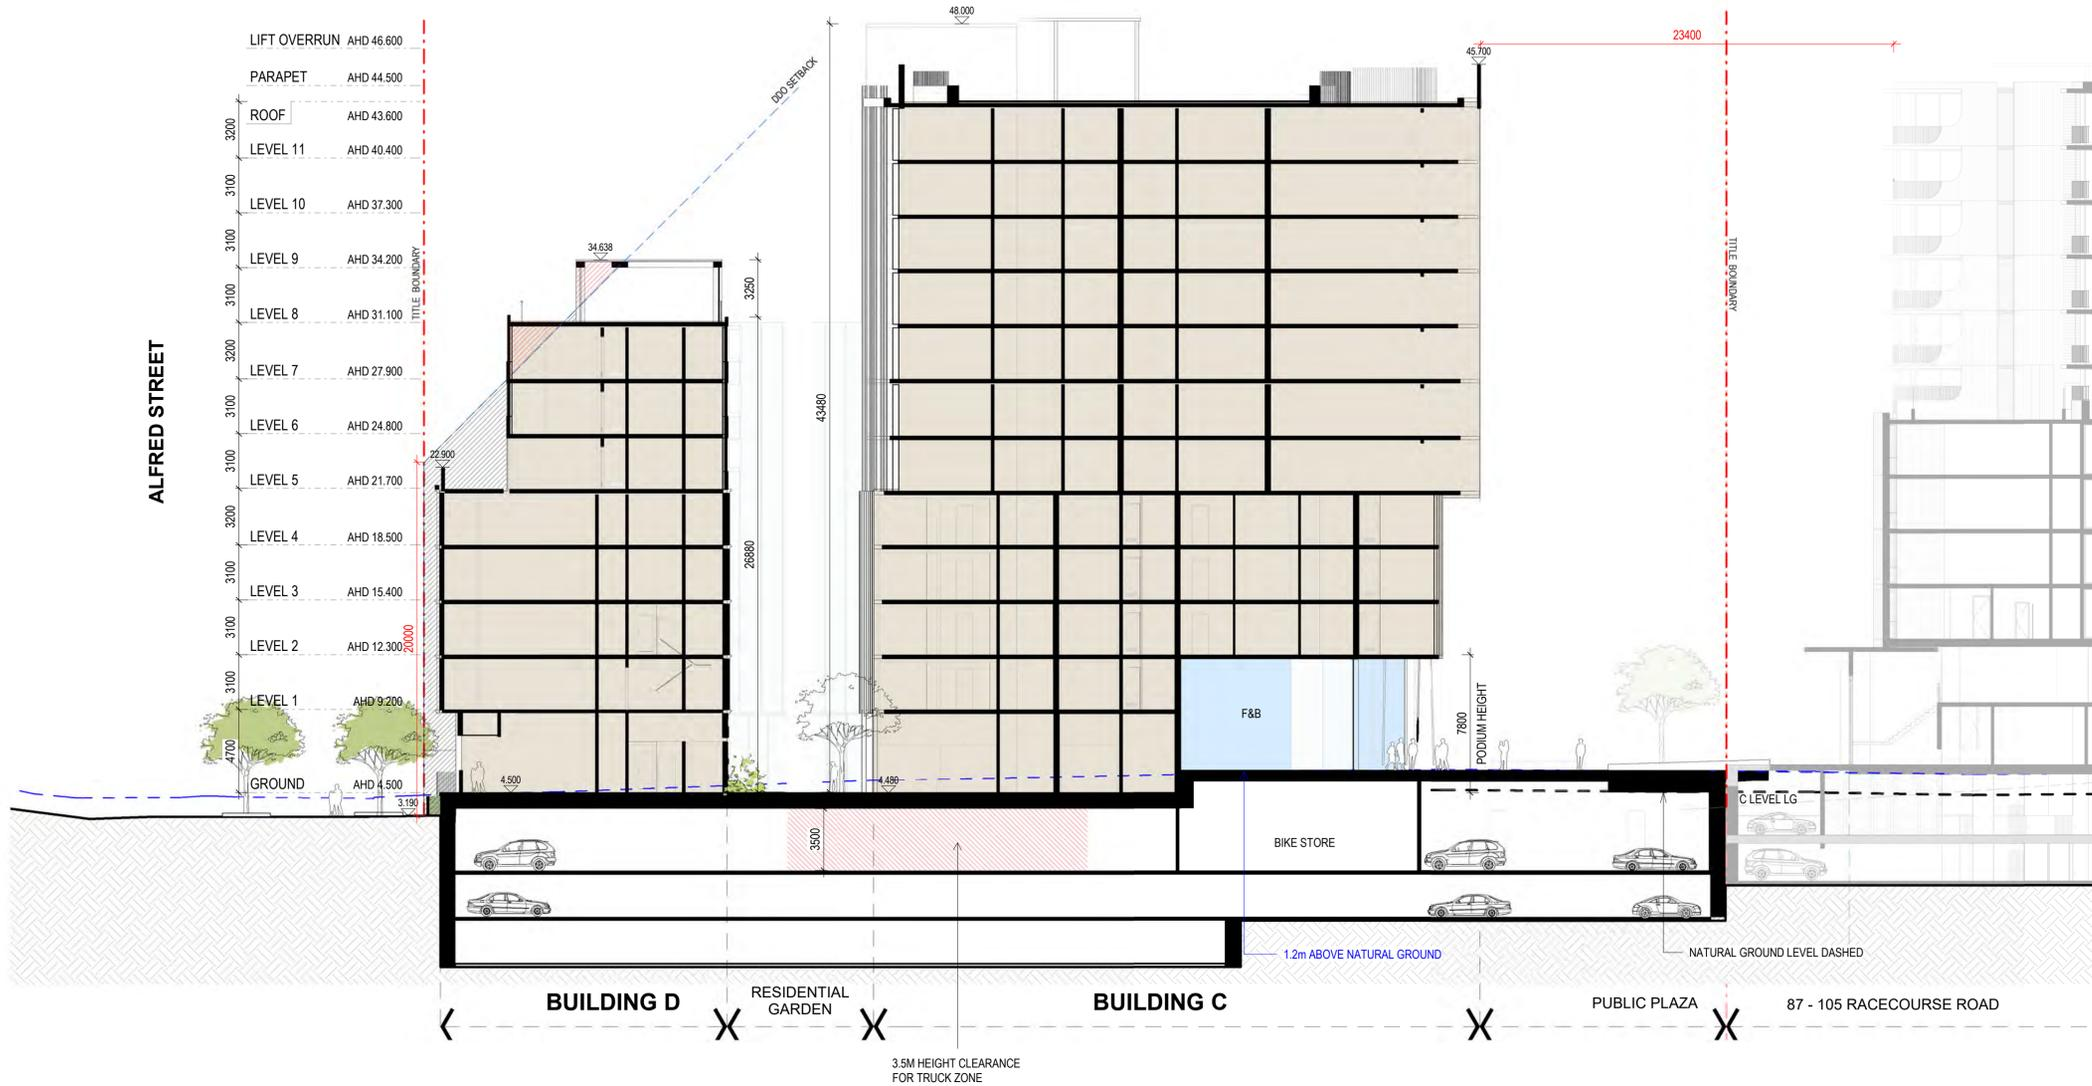 48.000
LIFT OVERRUN AHD 46.600
23400
45.700
PARAPET AHD 44.500
DDO SETBACK
ROOF AHD 43.600
3200
LEVEL 11 AHD 40.400
3100
LEVEL 10 AHD 37.300
3100
LEVEL 9 AHD 34.200
3100
LEVEL 8 AHD 31.100
3200
LEVEL 7 AHD 27.900
3100
LEVEL 6 AHD 24.800
3100
LEVEL 5 AHD 21.700
3200
LEVEL 4 AHD 18.500
3100
LEVEL 3 AHD 15.400
3100
LEVEL 2 AHD 12.300
3100
LEVEL 1 AHD 9.200
4700
GROUND AHD 4.500
ALFRED STREET
TITLE BOUNDARY
20000
3.190
22.900
34.638
3250
26880
43480
4.500
4.480
F&B
7800
PODIUM HEIGHT
TITLE BOUNDARY
C LEVEL LG
3500
BIKE STORE
1.2m ABOVE NATURAL GROUND
NATURAL GROUND LEVEL DASHED
BUILDING D
RESIDENTIAL
GARDEN
BUILDING C
PUBLIC PLAZA
87 - 105 RACECOURSE ROAD
3.5M HEIGHT CLEARANCE
FOR TRUCK ZONE